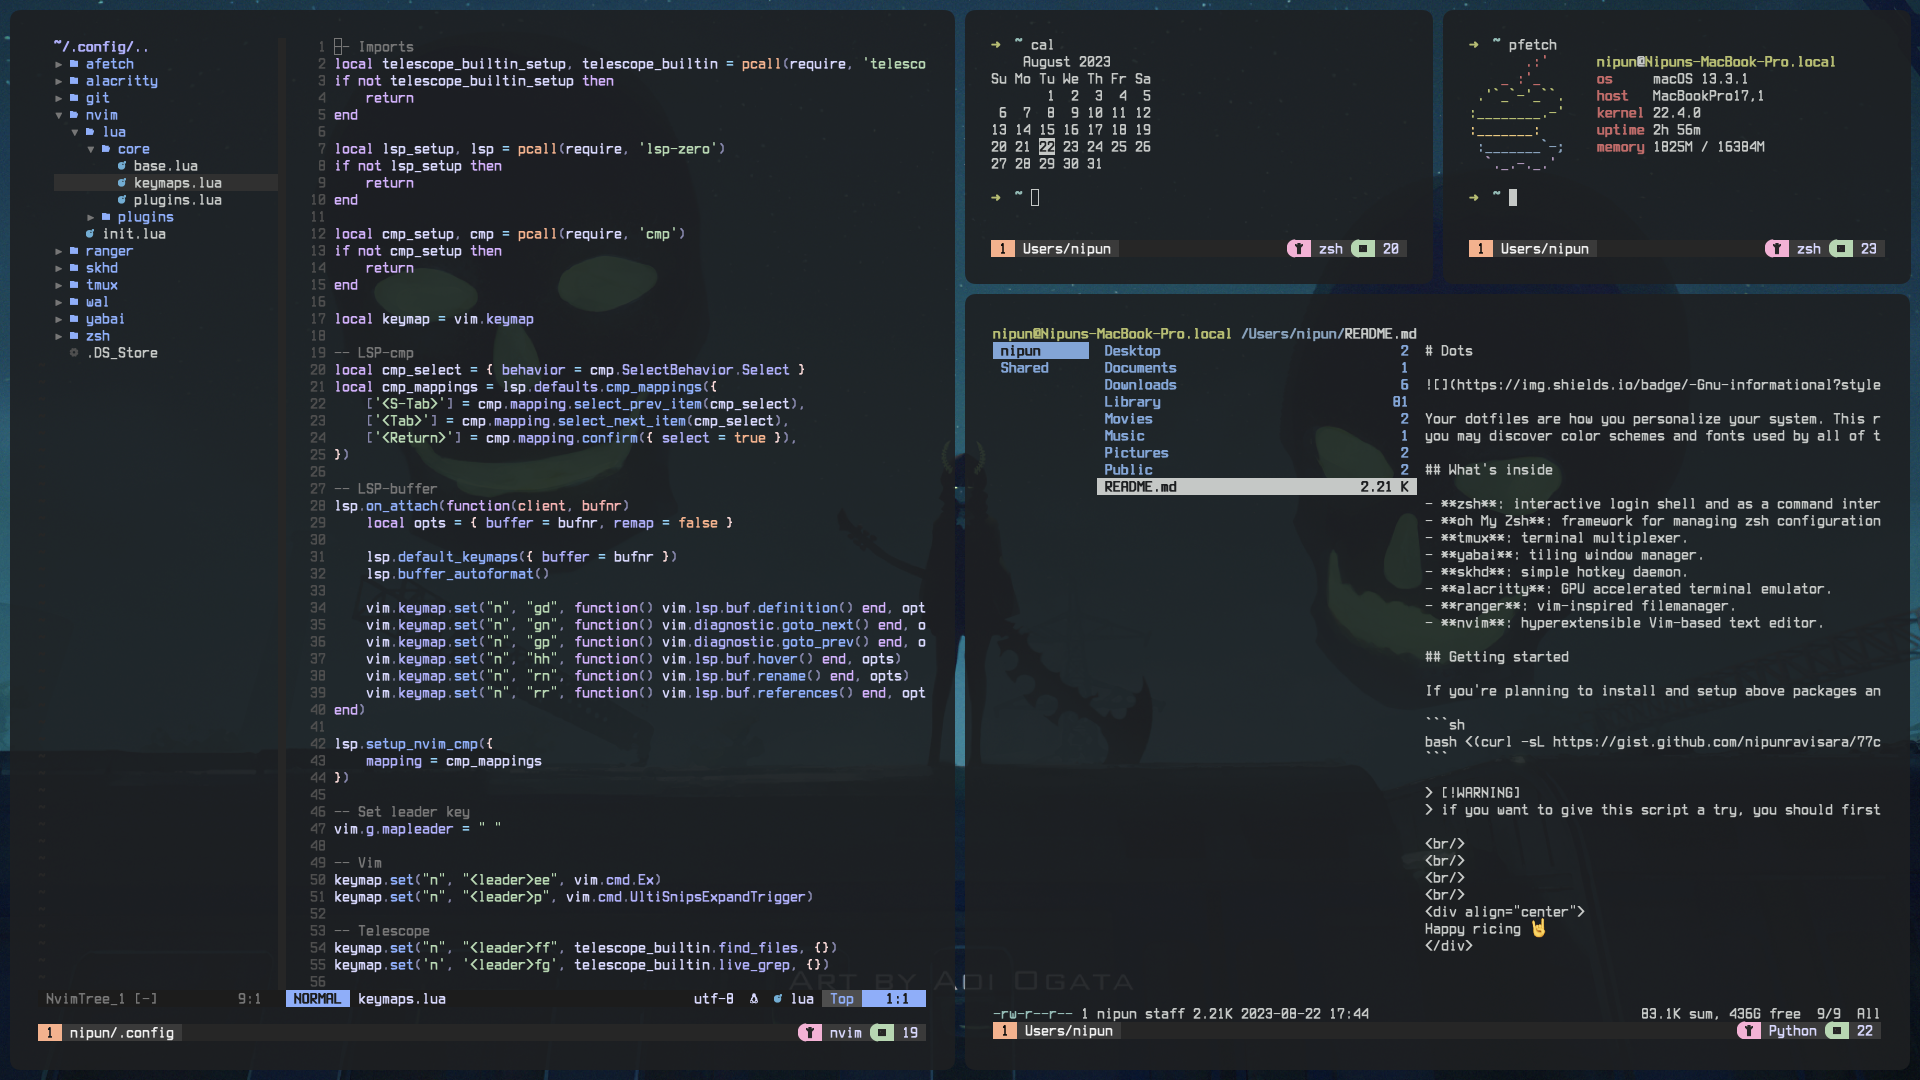 ~/.config/..
afetch
alacritty
git
nvim
lua
core
base.lua
keymaps.lua
plugins.lua
plugins
init.lua
ranger
skhd
tmux
wal
yabai
zsh
.DS_Store
NvimTree_1 [-] 9:1
1 -- Imports
2 local telescope_builtin_setup, telescope_builtin = pcall(require, 'telesco
3 if not telescope_builtin_setup then
4 return
5 end
6
7 local lsp_setup, lsp = pcall(require, 'lsp-zero')
8 if not lsp_setup then
9 return
10 end
11
12 local cmp_setup, cmp = pcall(require, 'cmp')
13 if not cmp_setup then
14 return
15 end
16
17 local keymap = vim.keymap
18
19 -- LSP-cmp
20 local cmp_select = { behavior = cmp.SelectBehavior.Select }
21 local cmp_mappings = lsp.defaults.cmp_mappings({
22 ['<S-Tab>'] = cmp.mapping.select_prev_item(cmp_select),
23 ['<Tab>'] = cmp.mapping.select_next_item(cmp_select),
24 ['<Return>'] = cmp.mapping.confirm({ select = true }),
25 })
26
27 -- LSP-buffer
28 lsp.on_attach(function(client, bufnr)
29 local opts = { buffer = bufnr, remap = false }
30
31 lsp.default_keymaps({ buffer = bufnr })
32 lsp.buffer_autoformat()
33
34 vim.keymap.set("n", "gd", function() vim.lsp.buf.definition() end, opt
35 vim.keymap.set("n", "gn", function() vim.diagnostic.goto_next() end, o
36 vim.keymap.set("n", "gp", function() vim.diagnostic.goto_prev() end, o
37 vim.keymap.set("n", "hh", function() vim.lsp.buf.hover() end, opts)
38 vim.keymap.set("n", "rn", function() vim.lsp.buf.rename() end, opts)
39 vim.keymap.set("n", "rr", function() vim.lsp.buf.references() end, opt
40 end)
41
42 lsp.setup_nvim_cmp({
43 mapping = cmp_mappings
44 })
45
46 -- Set leader key
47 vim.g.mapleader = " "
48
49 -- Vim
50 keymap.set("n", "<leader>ee", vim.cmd.Ex)
51 keymap.set("n", "<leader>p", vim.cmd.UltiSnipsExpandTrigger)
52
53 -- Telescope
54 keymap.set("n", "<leader>ff", telescope_builtin.find_files, {})
55 keymap.set('n', '<leader>fg', telescope_builtin.live_grep, {})
56
NORMAL keymaps.lua utf-8 lua Top 1:1
1 nipun/.config nvim 19
➜ ~ cal
August 2023
Su Mo Tu We Th Fr Sa
1 2 3 4 5
6 7 8 9 10 11 12
13 14 15 16 17 18 19
20 21 22 23 24 25 26
27 28 29 30 31
➜ ~
1 Users/nipun zsh 20
➜ ~ pfetch
nipun@Nipuns-MacBook-Pro.local
os macOS 13.3.1
host MacBookPro17,1
kernel 22.4.0
uptime 2h 56m
memory 1825M / 16384M
➜ ~
1 Users/nipun zsh 23
nipun@Nipuns-MacBook-Pro.local /Users/nipun/README.md
nipun
Shared
Desktop 2
Documents 1
Downloads 6
Library 81
Movies 2
Music 1
Pictures 2
Public 2
README.md 2.21 K
# Dots
![](https://img.shields.io/badge/-Gnu-informational?style
Your dotfiles are how you personalize your system. This r
you may discover color schemes and fonts used by all of t
## What's inside
- **zsh**: interactive login shell and as a command inter
- **oh My Zsh**: framework for managing zsh configuration
- **tmux**: terminal multiplexer.
- **yabai**: tiling window manager.
- **skhd**: simple hotkey daemon.
- **alacritty**: GPU accelerated terminal emulator.
- **ranger**: vim-inspired filemanager.
- **nvim**: hyperextensible Vim-based text editor.
## Getting started
If you're planning to install and setup above packages an
```sh
bash <(curl -sL https://gist.github.com/nipunravisara/77c
```
> [!WARNING]
> if you want to give this script a try, you should first
<br/>
<br/>
<br/>
<br/>
<div align="center">
Happy ricing 🤘
</div>
Art by Adi Ogata
-rw-r--r-- 1 nipun staff 2.21K 2023-08-22 17:44 83.1K sum, 436G free 9/9 All
1 Users/nipun Python 22